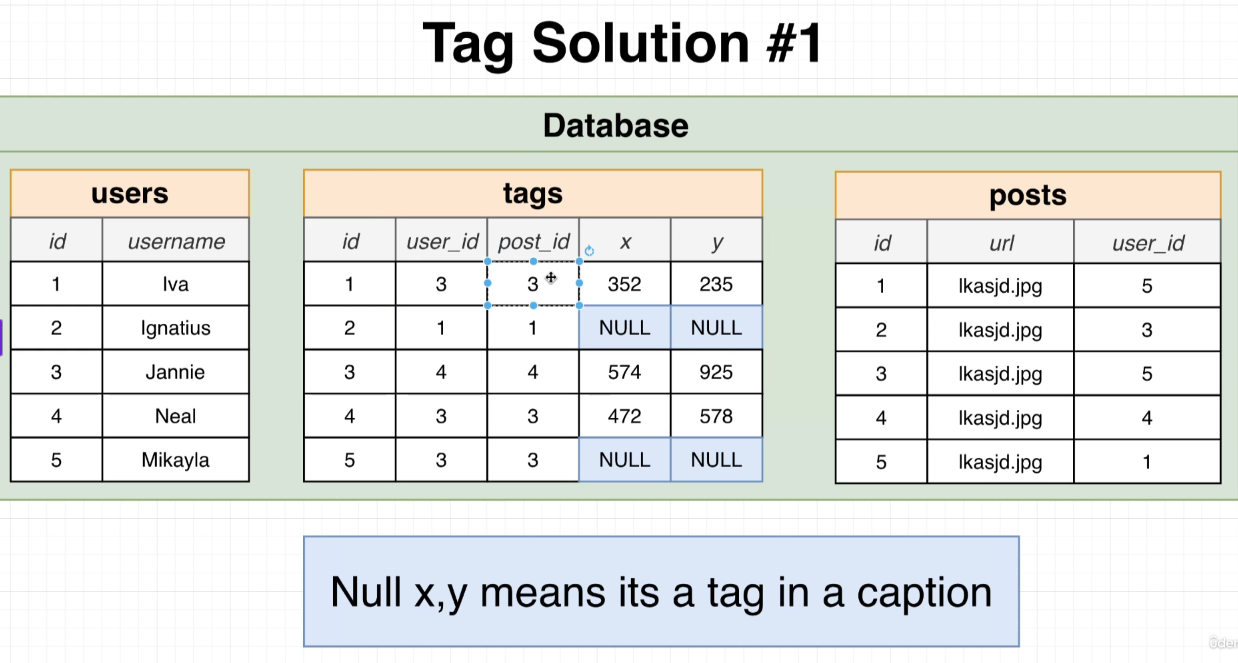 Tag Solution #1
Database
users
id username
1 Iva
2 Ignatius
3 Jannie
4 Neal
5 Mikayla
tags
id user_id post_id x y
1 3 3 352 235
2 1 1 NULL NULL
3 4 4 574 925
4 3 3 472 578
5 3 3 NULL NULL
posts
id url user_id
1 lkasjd.jpg 5
2 lkasjd.jpg 3
3 lkasjd.jpg 5
4 lkasjd.jpg 4
5 lkasjd.jpg 1
Null x,y means its a tag in a caption